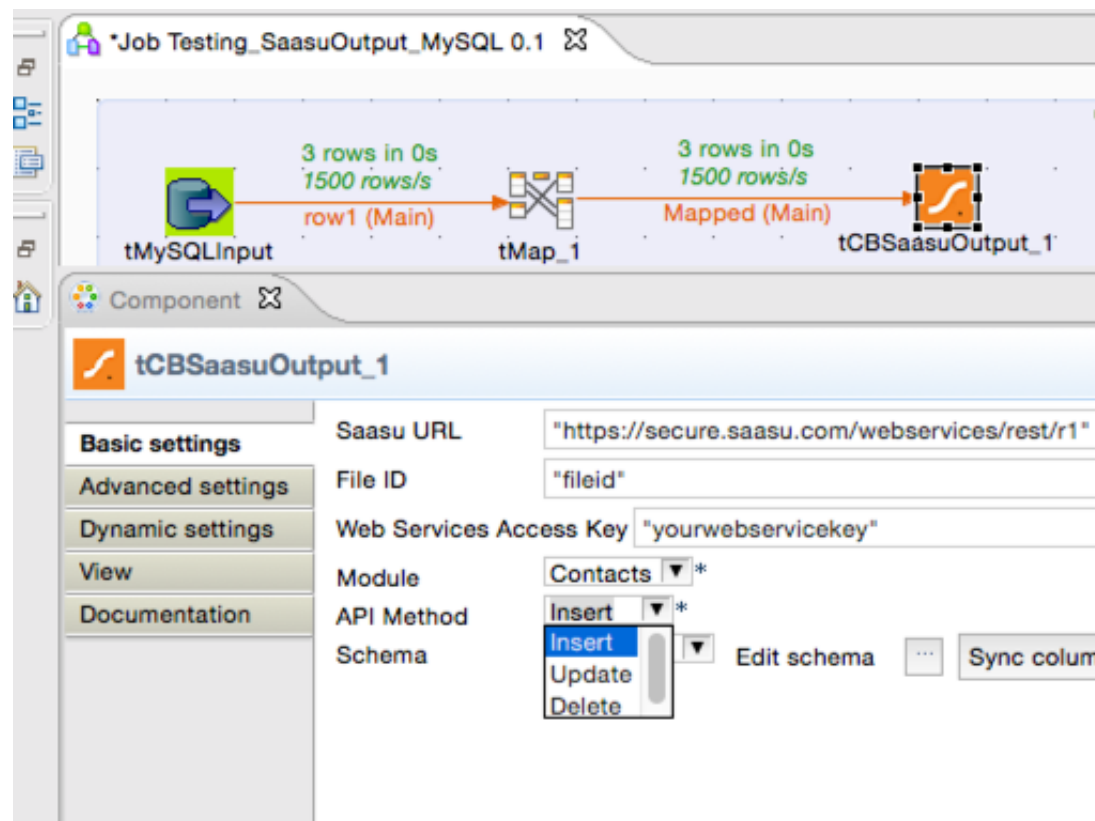 *Job Testing_SaasuOutput_MySQL 0.1
3 rows in 0s
1500 rows/s
row1 (Main)
3 rows in 0s
1500 rows/s
Mapped (Main)
tMySQLInput
tMap_1
tCBSaasuOutput_1
Component
tCBSaasuOutput_1
Basic settings
Advanced settings
Dynamic settings
View
Documentation
Saasu URL "https://secure.saasu.com/webservices/rest/r1"
File ID "fileid"
Web Services Access Key "yourwebservicekey"
Module Contacts *
API Method Insert *
Insert
Update
Delete
Schema Edit schema ... Sync colum